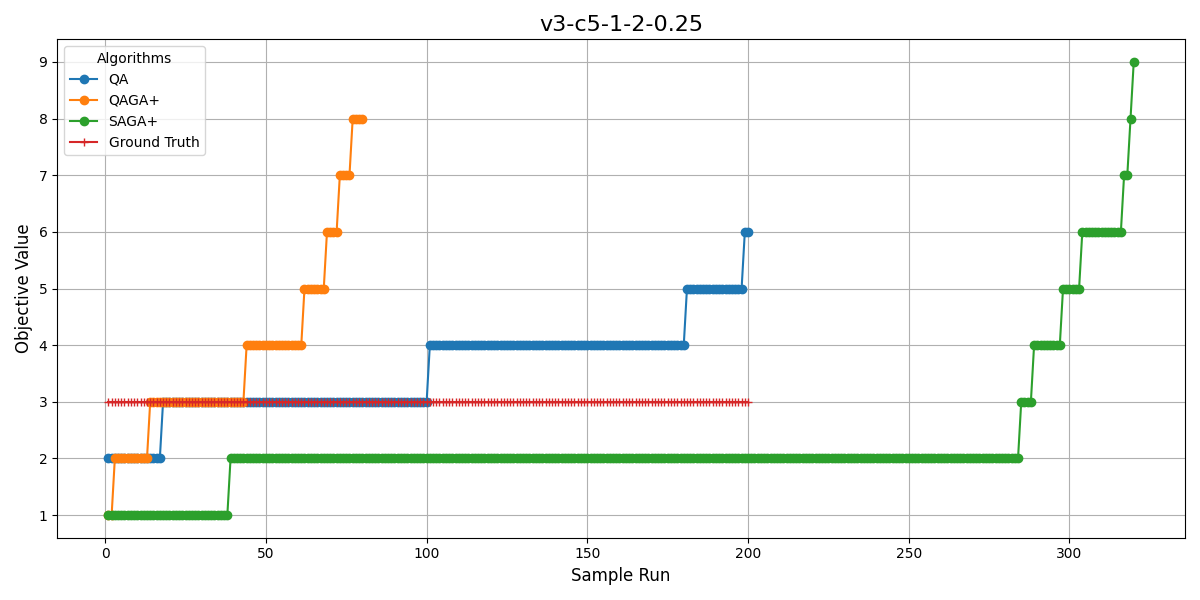 v3-c5-1-2-0.25
Algorithms
QA
QAGA+
SAGA+
Ground Truth
Objective Value
9
8
7
6
5
4
3
2
1
0 50 100 150 200 250 300
Sample Run